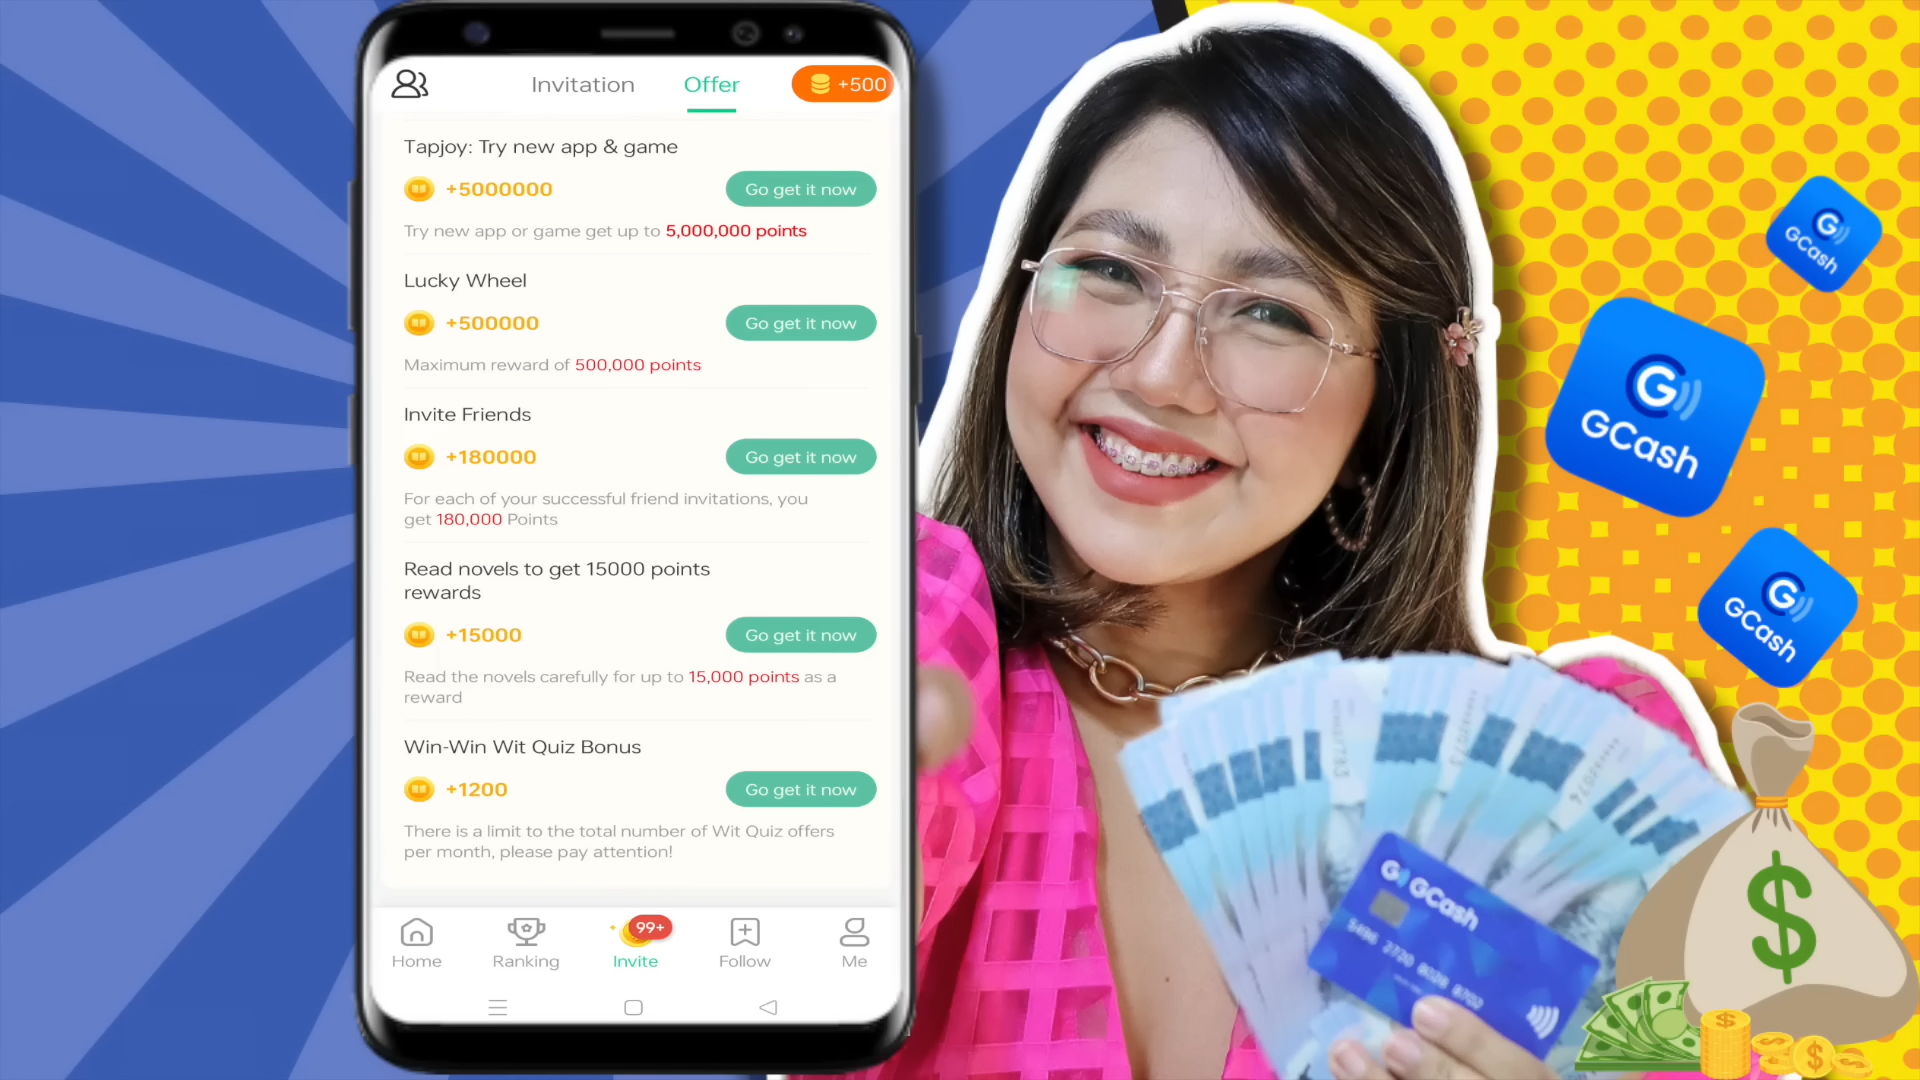 Invitation
Offer
+500
Tapjoy: Try new app & game
+5000000
Go get it now
Try new app or game get up to 5,000,000 points
Lucky Wheel
+500000
Go get it now
Maximum reward of 500,000 points
Invite Friends
+180000
Go get it now
For each of your successful friend invitations, you
get 180,000 Points
Read novels to get 15000 points
rewards
+15000
Go get it now
Read the novels carefully for up to 15,000 points as a
reward
Win-Win Wit Quiz Bonus
+1200
Go get it now
There is a limit to the total number of Wit Quiz offers
per month, please pay attention!
Home
Ranking
99+
Invite
Follow
Me
G
GCash
G
GCash
G
GCash
GCash
$
$
$
$
$